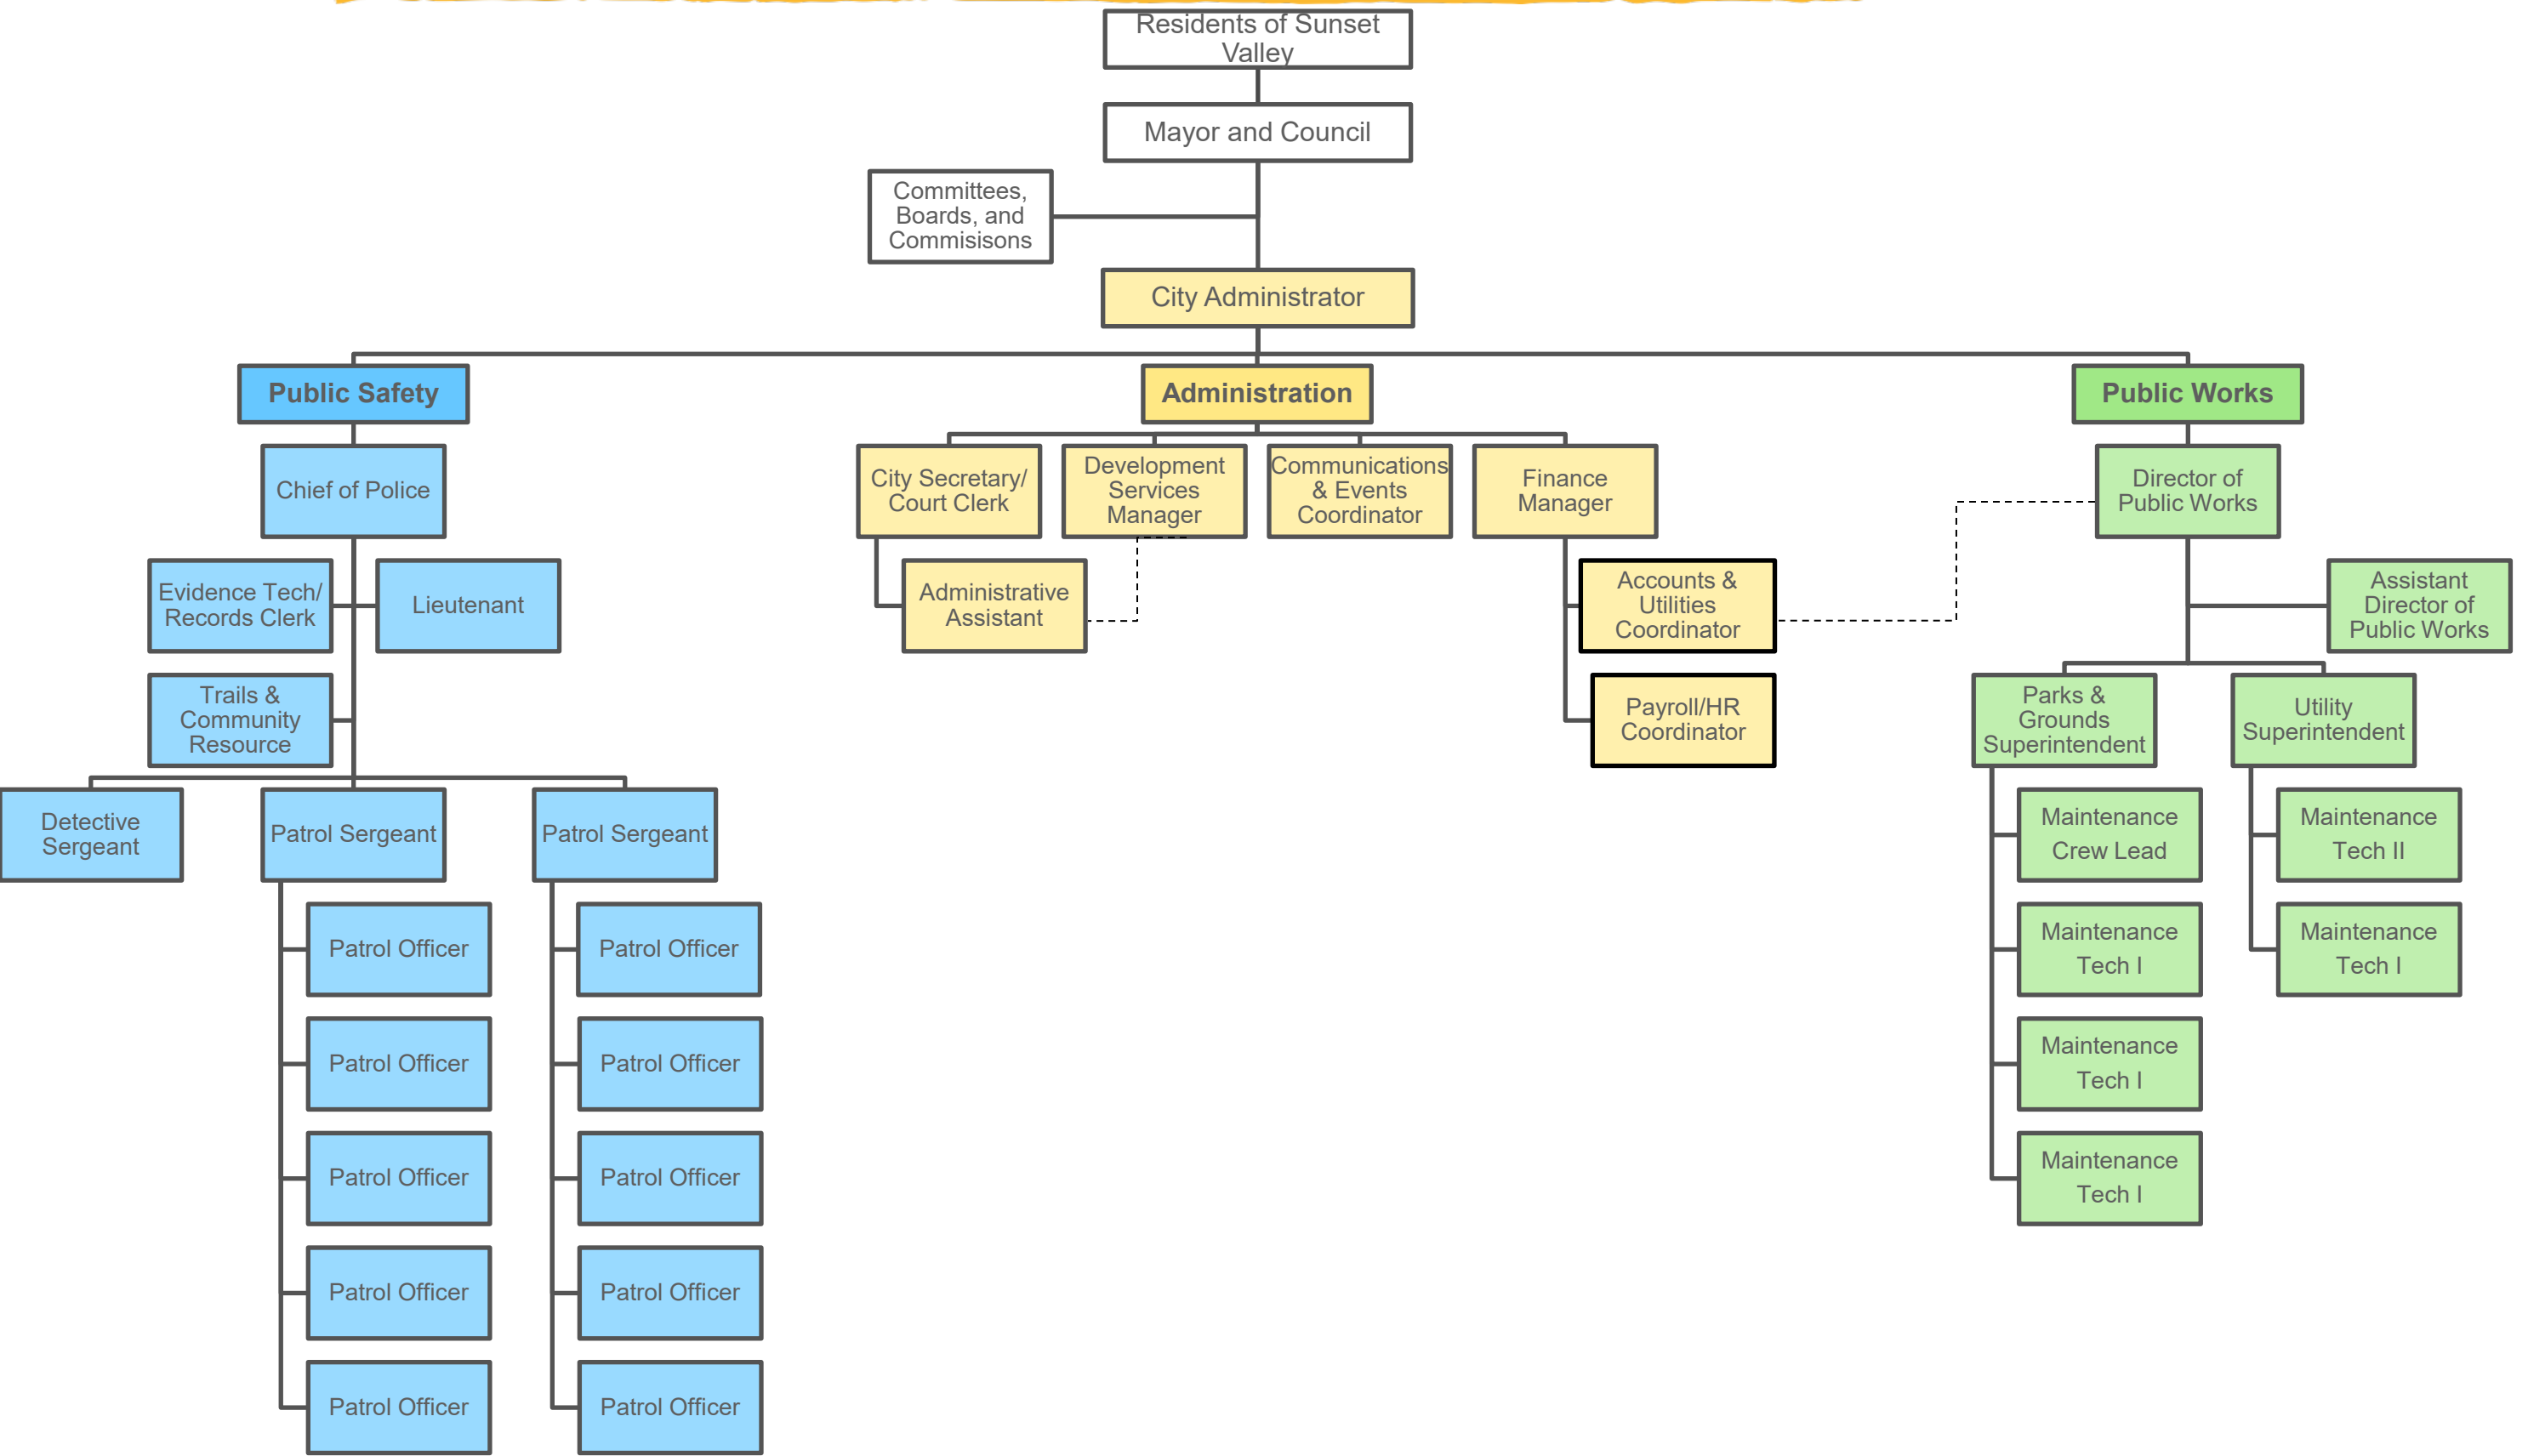 Residents of Sunset
Valley
Mayor and Council
Committees,
Boards, and
Commisisons
City Administrator
Public Safety
Administration
Public Works
Chief of Police
City Secretary/
Court Clerk
Development
Services
Manager
Communications
& Events
Coordinator
Finance
Manager
Director of
Public Works
Evidence Tech/
Records Clerk
Lieutenant
Administrative
Assistant
Accounts &
Utilities
Coordinator
Assistant
Director of
Public Works
Trails &
Community
Resource
Payroll/HR
Coordinator
Parks &
Grounds
Superintendent
Utility
Superintendent
Detective
Sergeant
Patrol Sergeant
Patrol Sergeant
Maintenance
Crew Lead
Maintenance
Tech II
Patrol Officer
Patrol Officer
Maintenance
Tech I
Maintenance
Tech I
Patrol Officer
Patrol Officer
Maintenance
Tech I
Patrol Officer
Patrol Officer
Maintenance
Tech I
Patrol Officer
Patrol Officer
Patrol Officer
Patrol Officer